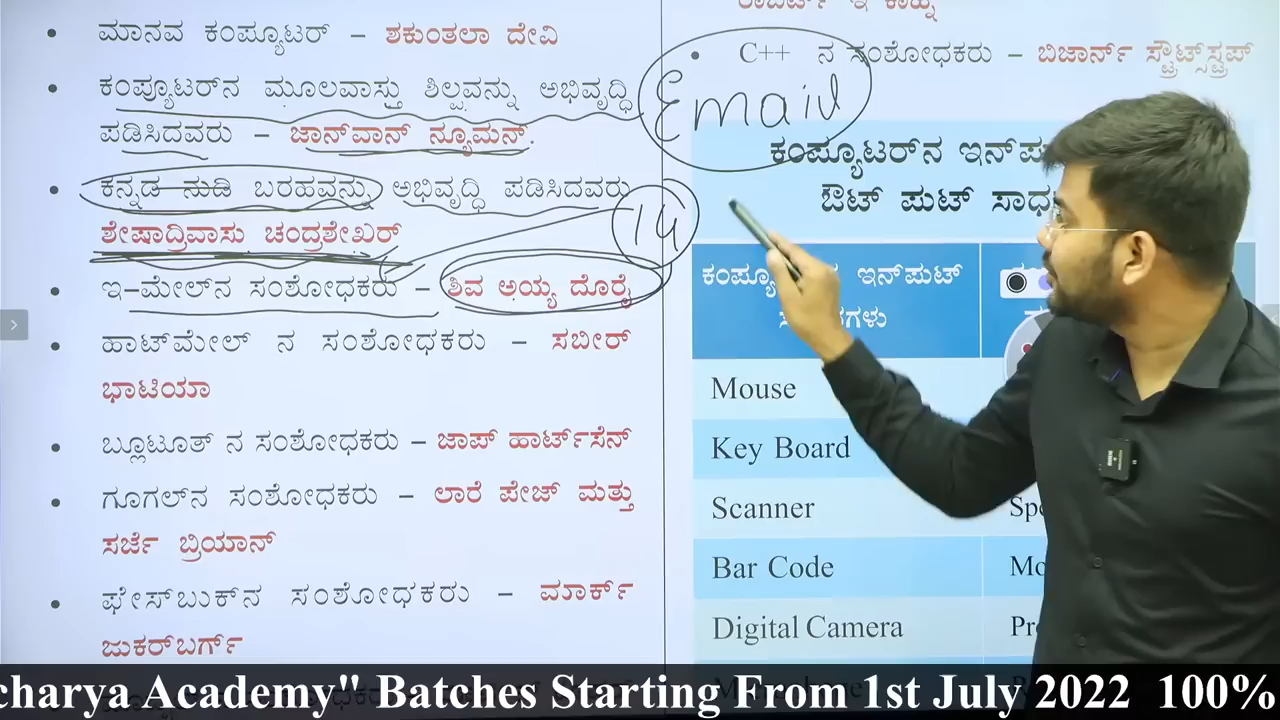 ಮಾನವ ಕಂಪ್ಯೂಟರ್ – ಶಕುಂತಲಾ ದೇವಿ
ಕಂಪ್ಯೂಟರ್‌ನ ಮೂಲವಾಸ್ತು ಶಿಲ್ಪವನ್ನು ಅಭಿವೃದ್ಧಿ
ಪಡಿಸಿದವರು – ಜಾನ್‌ವಾನ್ ನ್ಯೂಮನ್.
ಕನ್ನಡ ನುಡಿ ಬರಹವನ್ನು ಅಭಿವೃದ್ಧಿ ಪಡಿಸಿದವರು
ಶೇಷಾದ್ರಿವಾಸು ಚಂದ್ರಶೇಖರ್
ಇ–ಮೇಲ್‌ನ ಸಂಶೋಧಕರು – ಶಿವ ಅಯ್ಯ ದೊರೈ
14
ಹಾಟ್‌ಮೇಲ್ ನ ಸಂಶೋಧಕರು – ಸಬೀರ್
ಭಾಟಿಯಾ
ಬ್ಲೂಟೂತ್ ನ ಸಂಶೋಧಕರು – ಜಾಪ್ ಹಾರ್ಟ್‌ಸೆನ್
ಗೂಗಲ್‌ನ ಸಂಶೋಧಕರು – ಲಾರೆ ಪೇಜ್ ಮತ್ತು
ಸರ್ಜೆ ಬ್ರಿಯಾನ್
ಫೇಸ್‌ಬುಕ್‌ನ ಸಂಶೋಧಕರು – ಮಾರ್ಕ್
ಜುಕರ್‌ಬರ್ಗ್
C++ ನ ಸಂಶೋಧಕರು – ಬಿಜಾರ್ನ್ ಸ್ಟ್ರೌಟ್‌ಸ್ಟ್ರಪ್
Email
ಕಂಪ್ಯೂಟರ್‌ನ
ಔಟ್ ಪುಟ್
ಇನ್‌ಪುಟ್
Mouse
Key Board
Scanner
Bar Code
Digital Camera
charya Academy" Batches Starting From 1st July 2022 100%